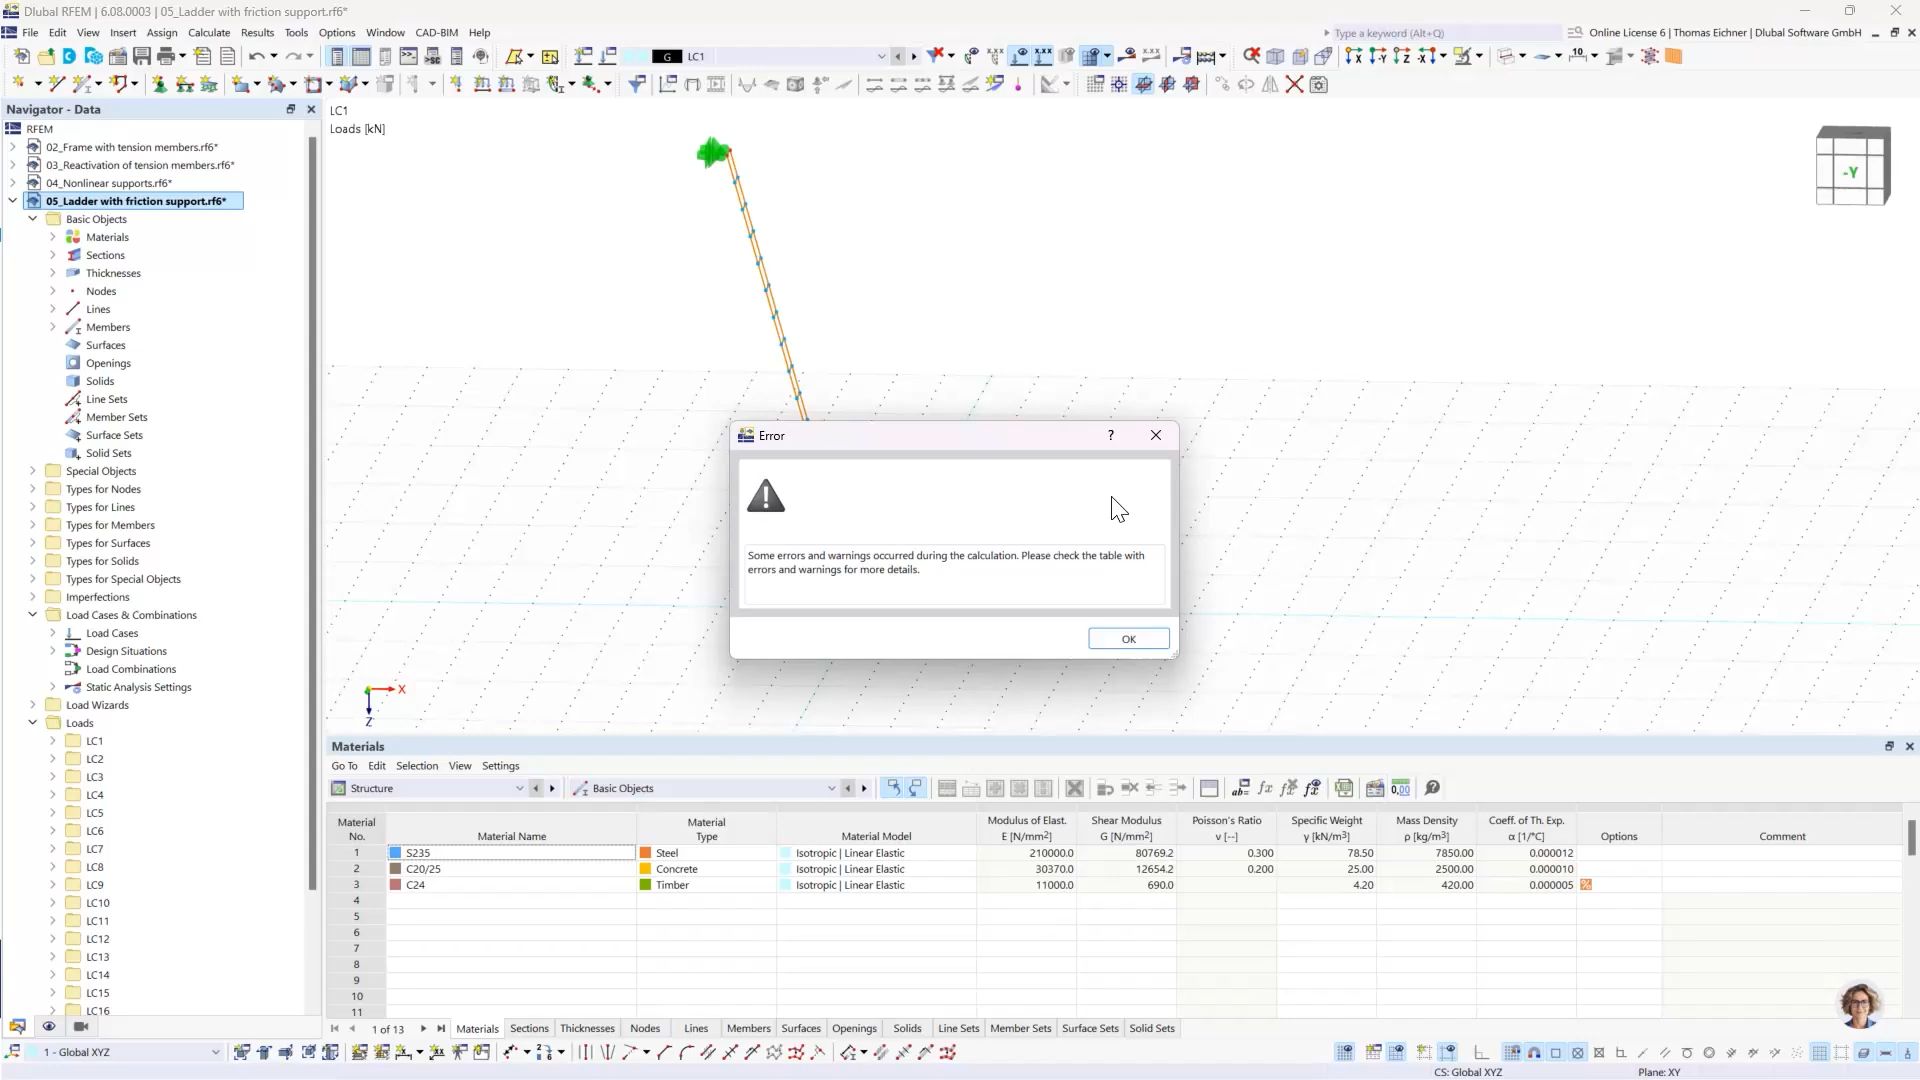 Dlubal RFEM | 6.08.0003 | 05_Ladder with friction support.rf6*
File Edit View Insert Assign Calculate Results Tools Options Window CAD-BIM Help
Type a keyword (Alt+Q)
Online License 6 | Thomas Eichner | Dlubal Software GmbH
G LC1
Navigator - Data
RFEM
02_Frame with tension members.rf6*
03_Reactivation of tension members.rf6*
04_Nonlinear supports.rf6*
05_Ladder with friction support.rf6*
Basic Objects
Materials
Sections
Thicknesses
Nodes
Lines
Members
Surfaces
Openings
Solids
Line Sets
Member Sets
Surface Sets
Solid Sets
Special Objects
Types for Nodes
Types for Lines
Types for Members
Types for Surfaces
Types for Solids
Types for Special Objects
Imperfections
Load Cases & Combinations
Load Cases
Design Situations
Load Combinations
Static Analysis Settings
Load Wizards
Loads
LC1
LC2
LC3
LC4
LC5
LC6
LC7
LC8
LC9
LC10
LC11
LC12
LC13
LC14
LC15
LC16
LC1
Loads [kN]
-Y
X
Z
Error
?
Some errors and warnings occurred during the calculation. Please check the table with
errors and warnings for more details.
OK
Materials
Go To Edit Selection View Settings
Structure
Basic Objects
Material No. Material Name Material Type Material Model Modulus of Elast. E [N/mm2] Shear Modulus G [N/mm2] Poisson's Ratio ν [--] Specific Weight γ [kN/m3] Mass Density ρ [kg/m3] Coeff. of Th. Exp. α [1/°C] Options Comment
1 S235 Steel Isotropic | Linear Elastic 210000.0 80769.2 0.300 78.50 7850.00 0.000012
2 C20/25 Concrete Isotropic | Linear Elastic 30370.0 12654.2 0.200 25.00 2500.00 0.000010
3 C24 Timber Isotropic | Linear Elastic 11000.0 690.0 4.20 420.00 0.000005
4
5
6
7
8
9
10
11
1 of 13
Materials Sections Thicknesses Nodes Lines Members Surfaces Openings Solids Line Sets Member Sets Surface Sets Solid Sets
1 - Global XYZ
CS: Global XYZ
Plane: XY